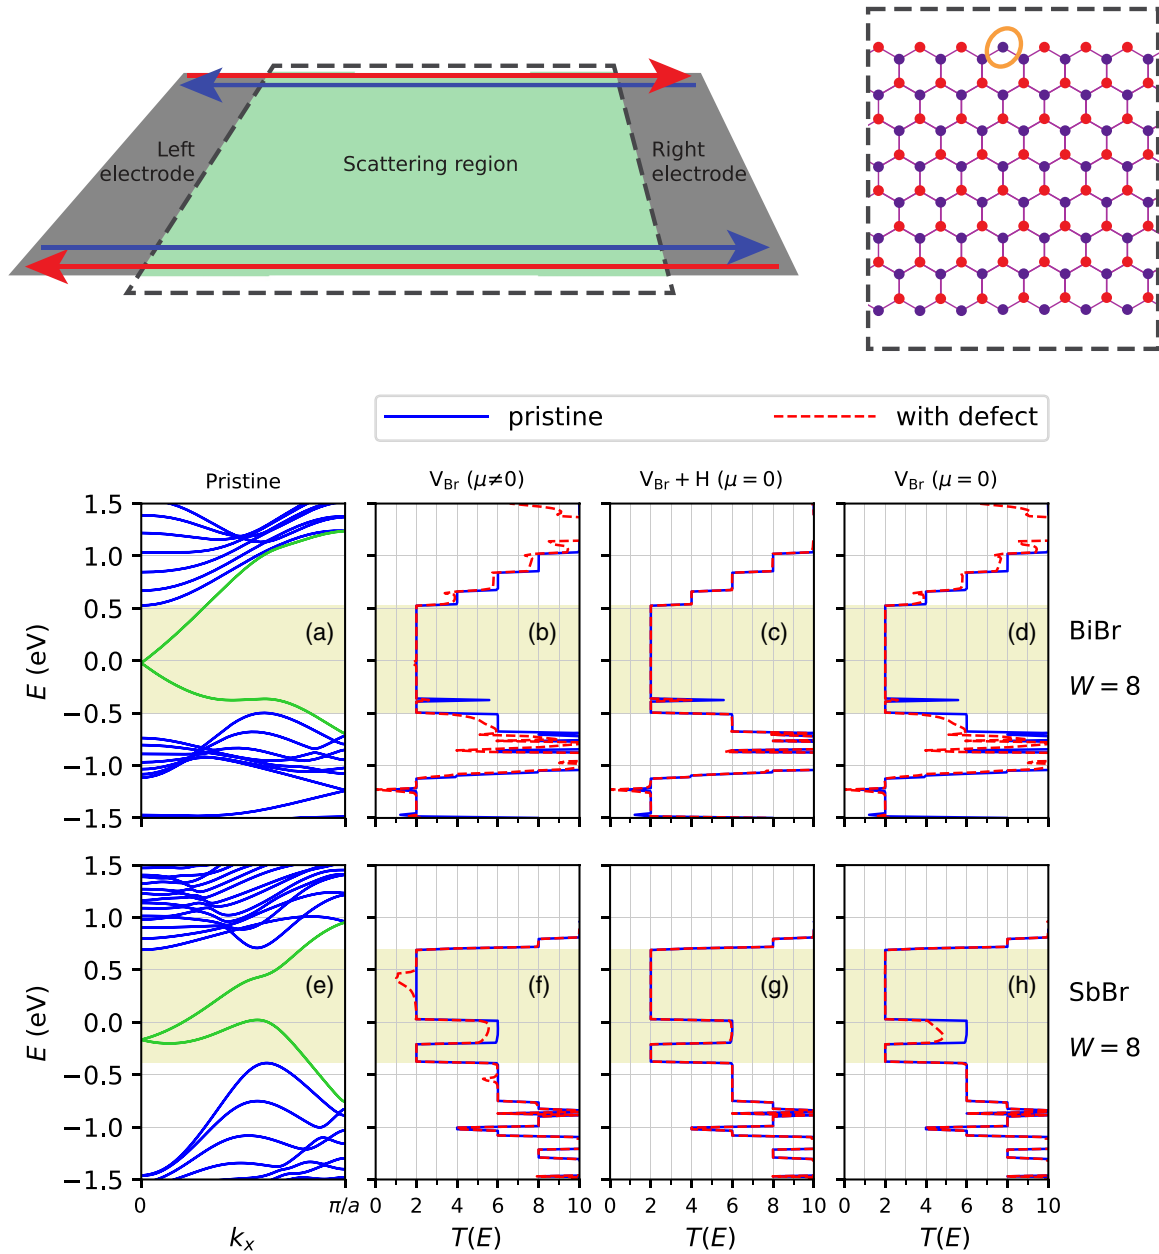 Left
electrode
Scattering region
Right
electrode
pristine
with defect
Pristine
V_Br (μ≠0)
V_Br + H (μ = 0)
V_Br (μ = 0)
1.5
1.0
0.5
0.0
−0.5
−1.0
−1.5
E (eV)
(a)
(b)
(c)
(d)
BiBr
W = 8
1.5
1.0
0.5
0.0
−0.5
−1.0
−1.5
E (eV)
(e)
(f)
(g)
(h)
SbBr
W = 8
0 π/a
0 2 4 6 8 10
0 2 4 6 8 10
0 2 4 6 8 10
k_x
T(E)
T(E)
T(E)